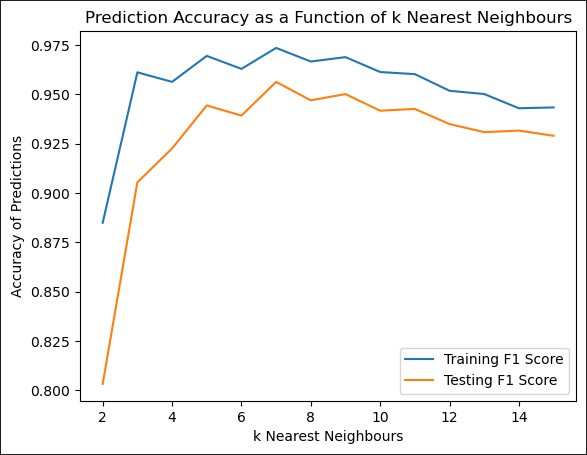 Prediction Accuracy as a Function of k Nearest Neighbours
0.975
0.950
0.925
0.900
0.875
0.850
0.825
0.800
Accuracy of Predictions
Training F1 Score
Testing F1 Score
2 4 6 8 10 12 14
k Nearest Neighbours